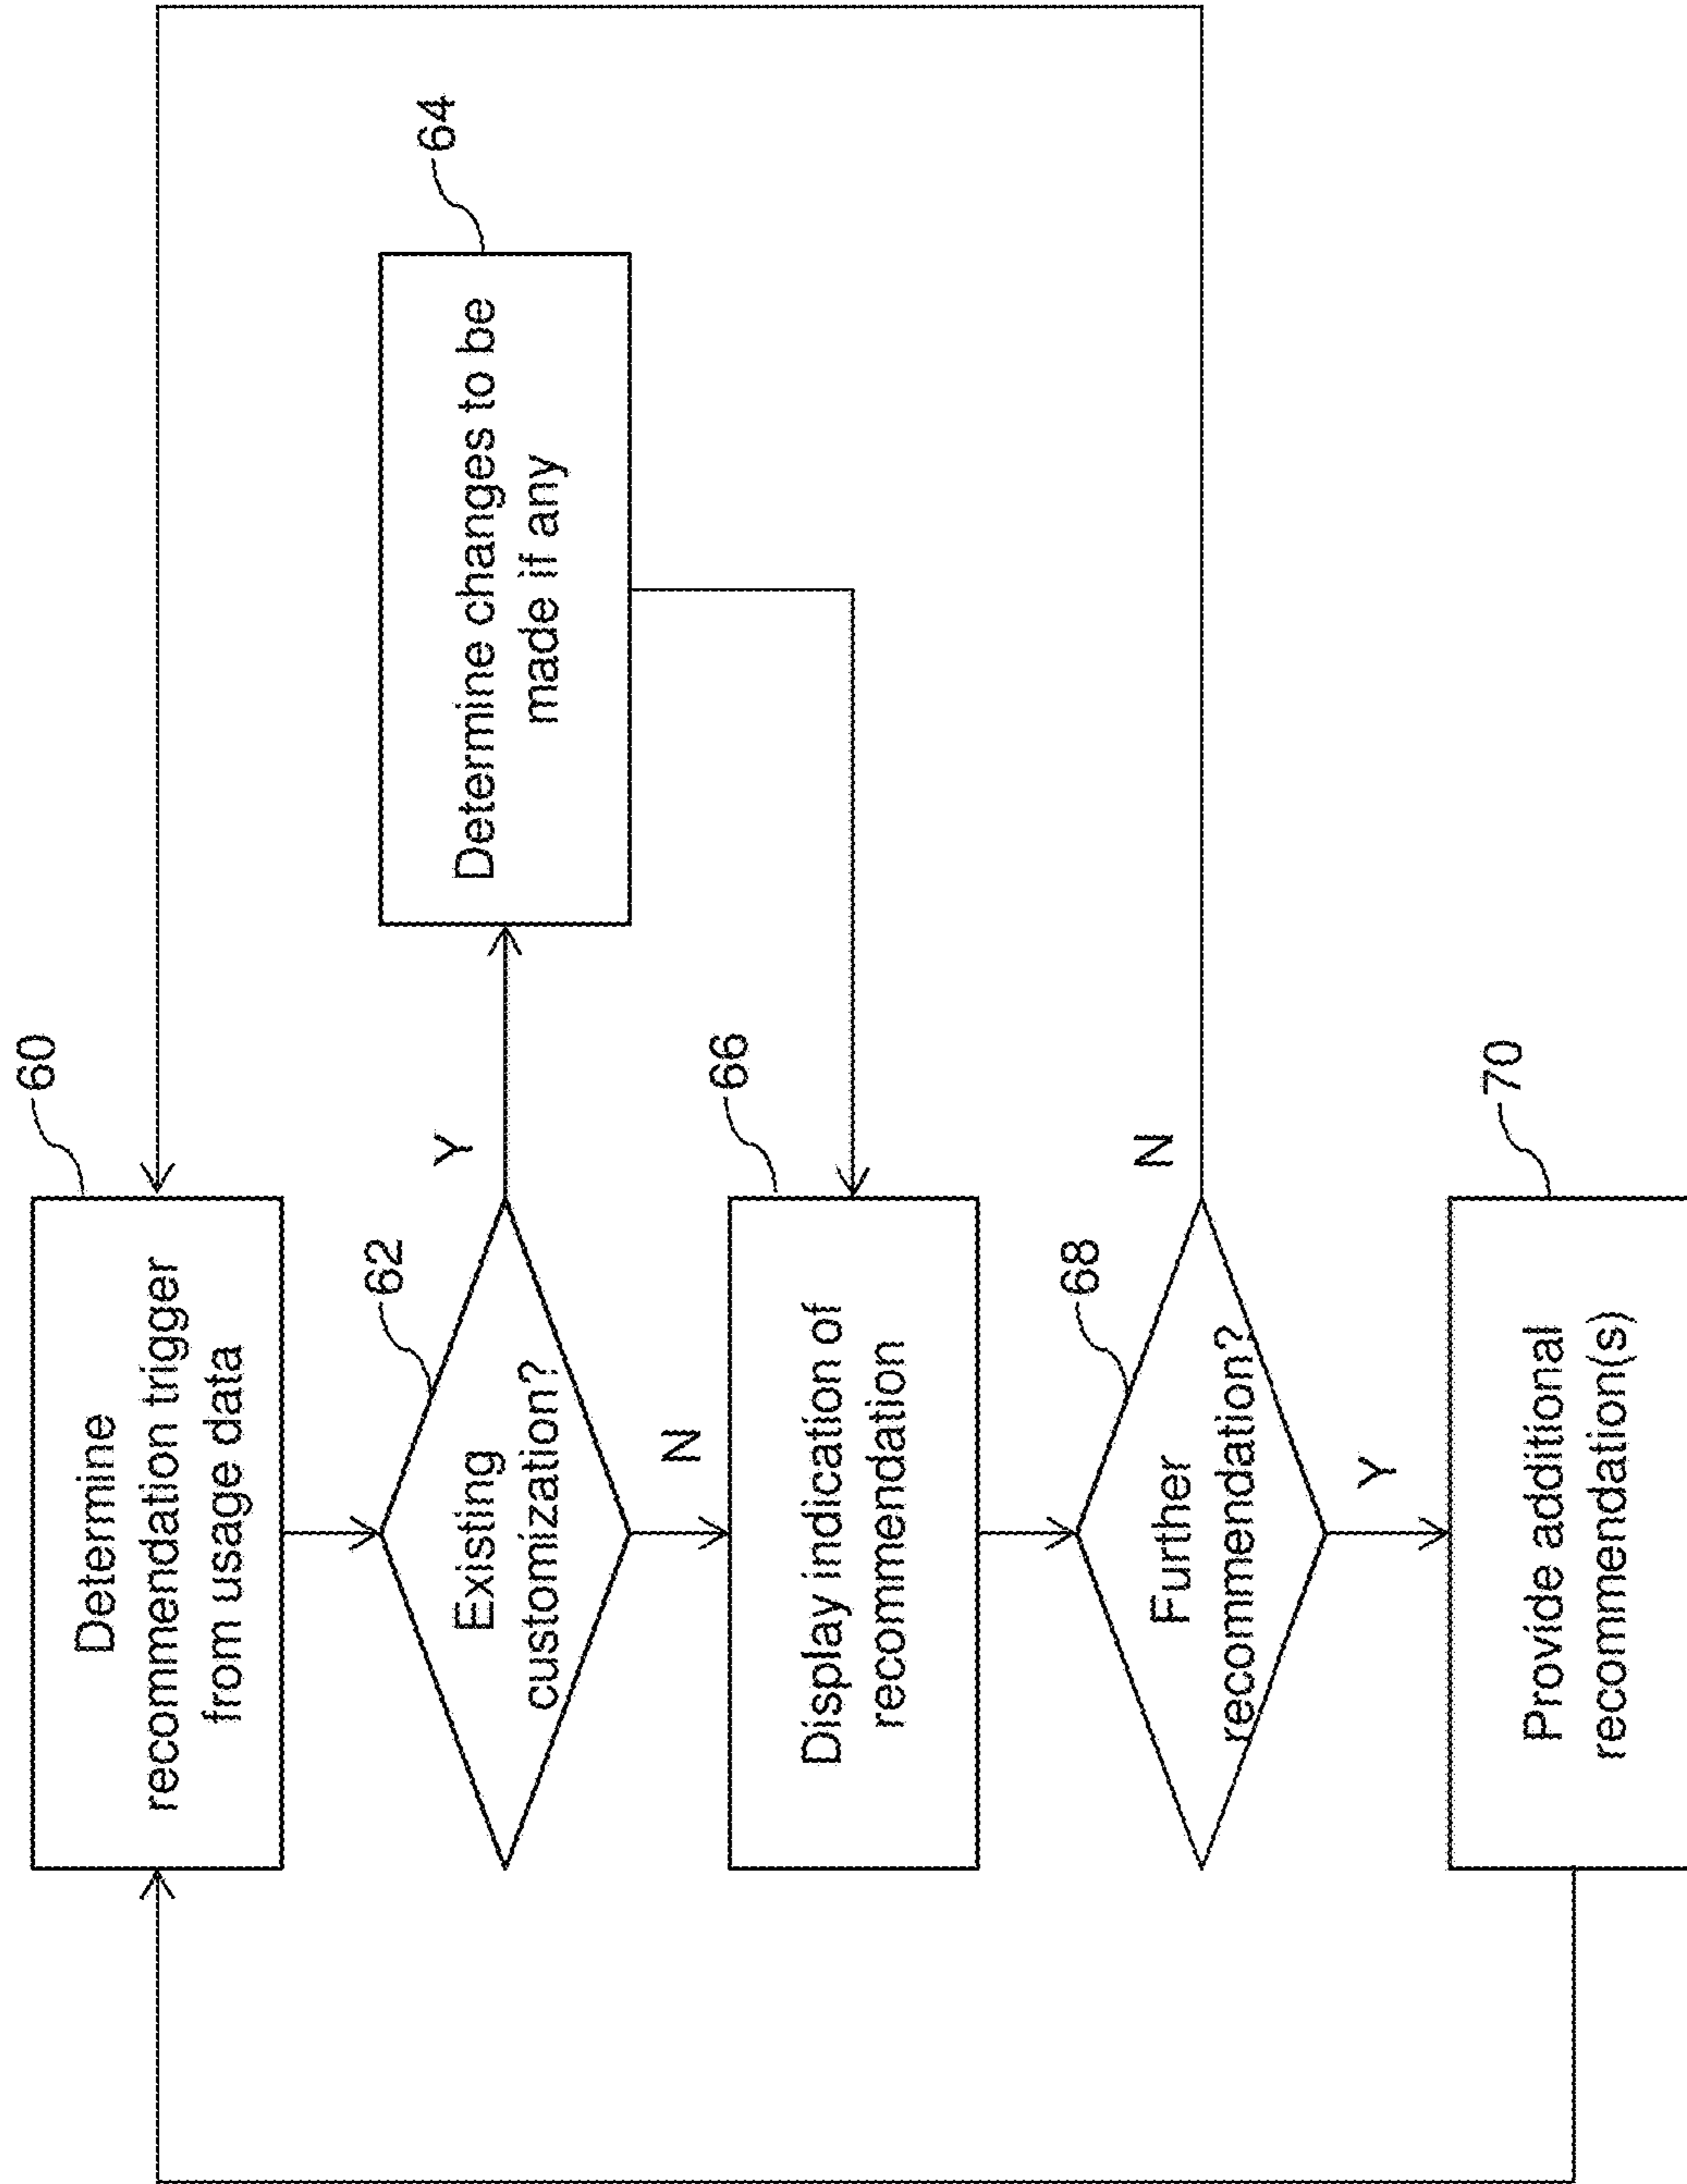 60
Determine
recommendation trigger
from usage data
62
Existing
customization?
Y
N
64
Determine changes to be
made if any
66
Display indication of
recommendation
68
Further
recommendation?
N
Y
70
Provide additional
recommendation(s)